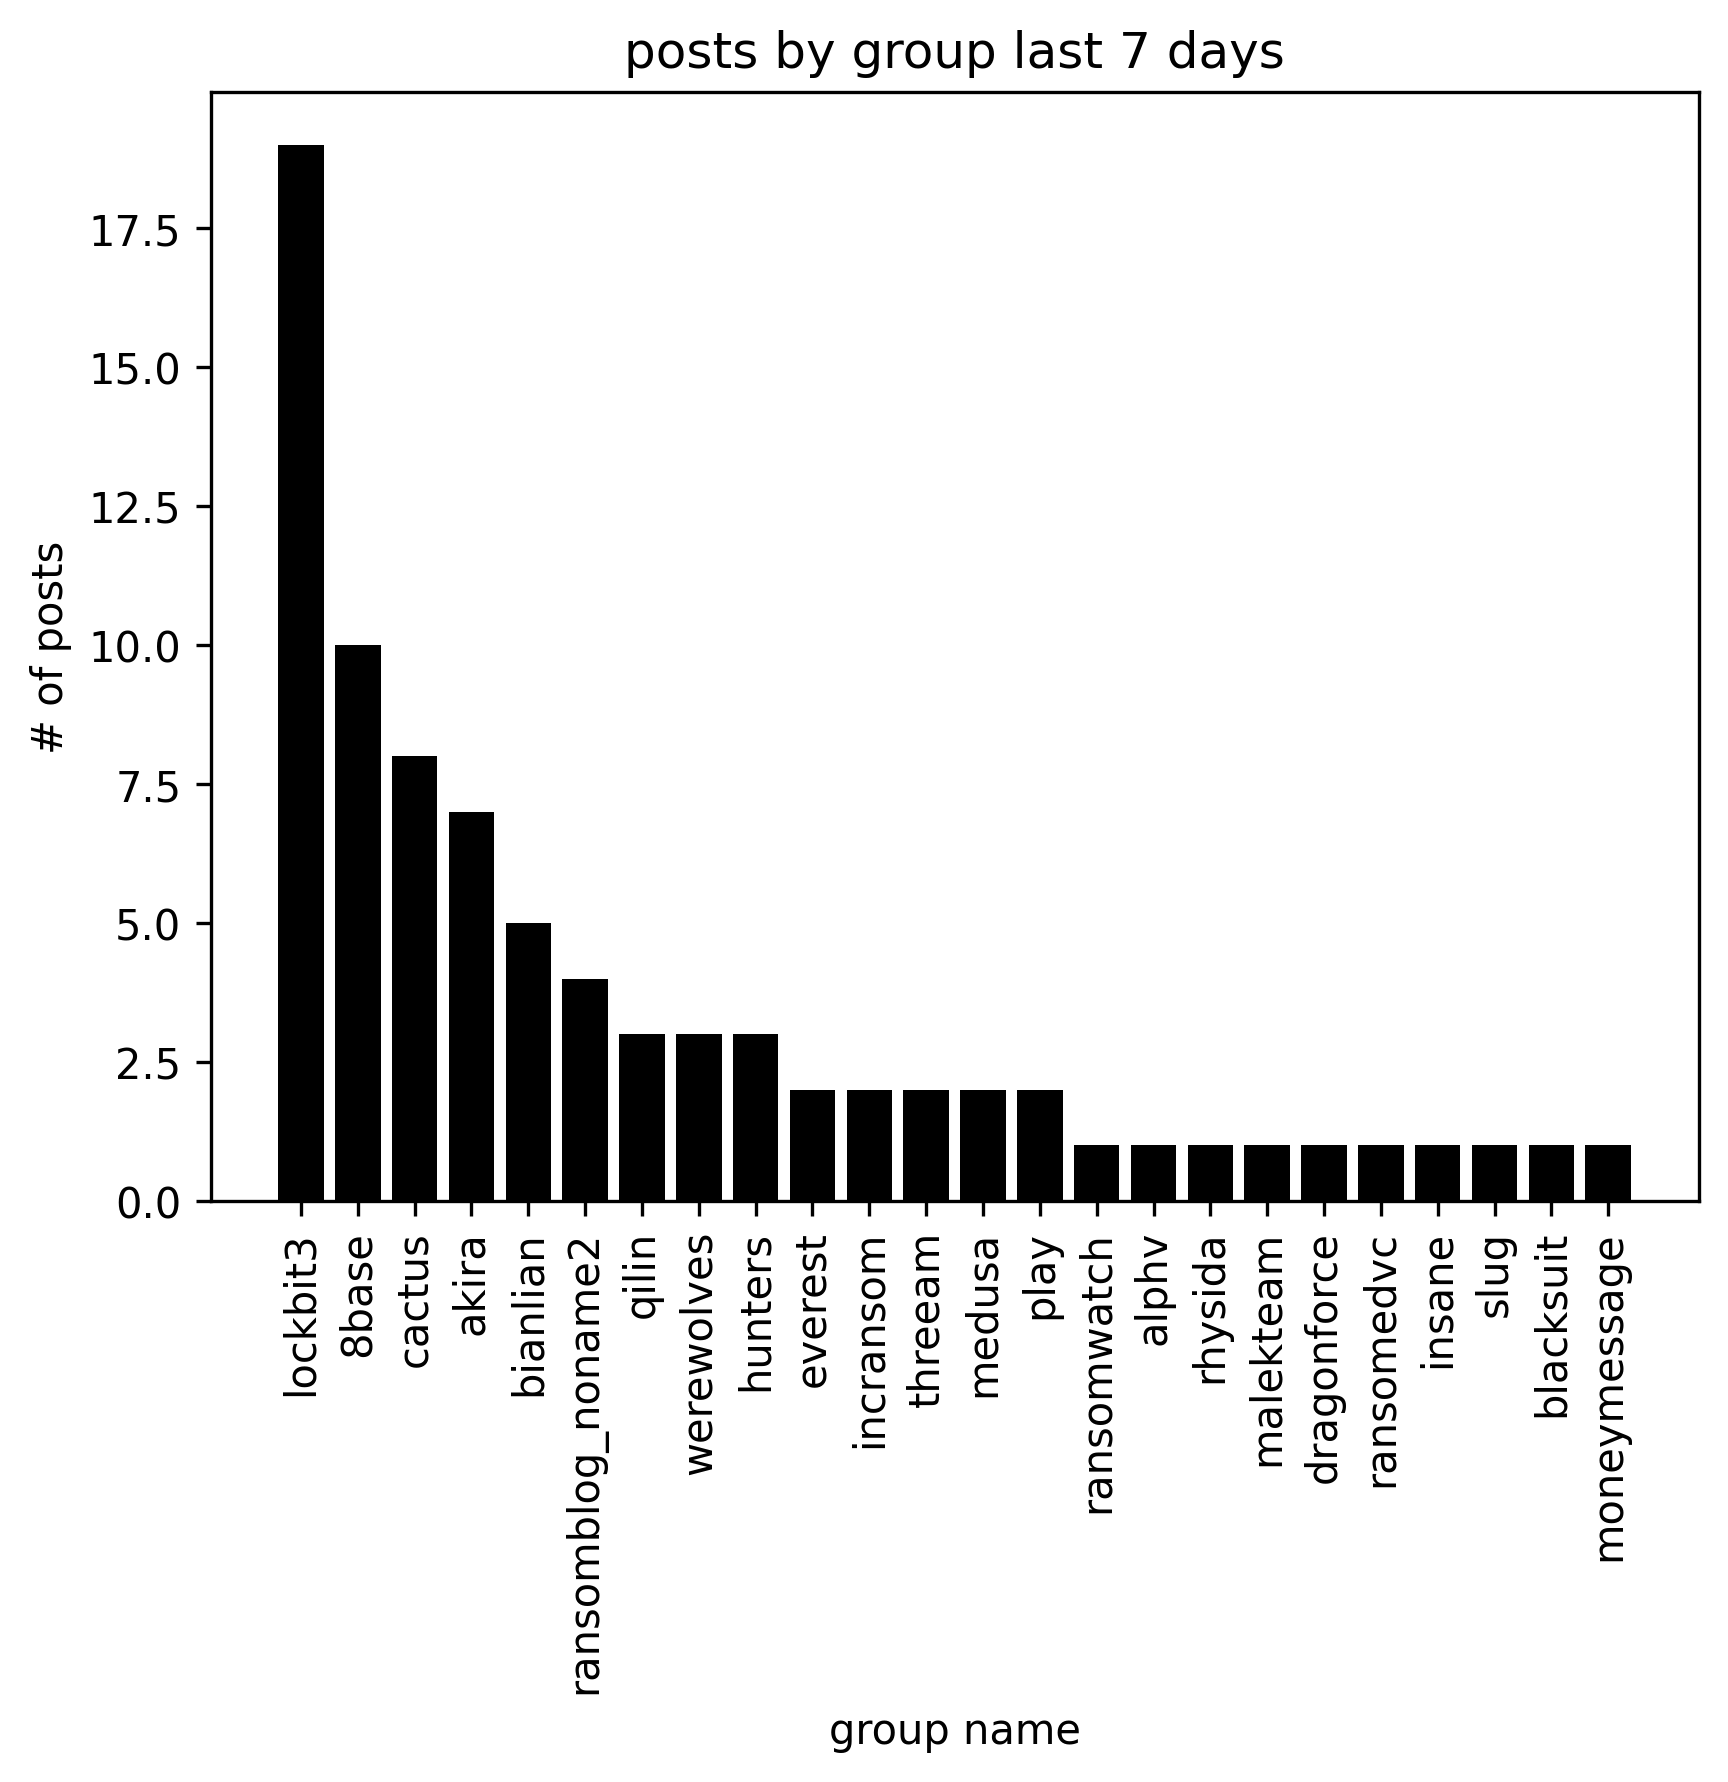 posts by group last 7 days
# of posts
17.5
15.0
12.5
10.0
7.5
5.0
2.5
0.0
lockbit3
8base
cactus
akira
bianlian
ransomblog_noname2
qilin
werewolves
hunters
everest
incransom
threeam
medusa
play
ransomwatch
alphv
rhysida
malekteam
dragonforce
ransomedvc
insane
slug
blacksuit
moneymessage
group name